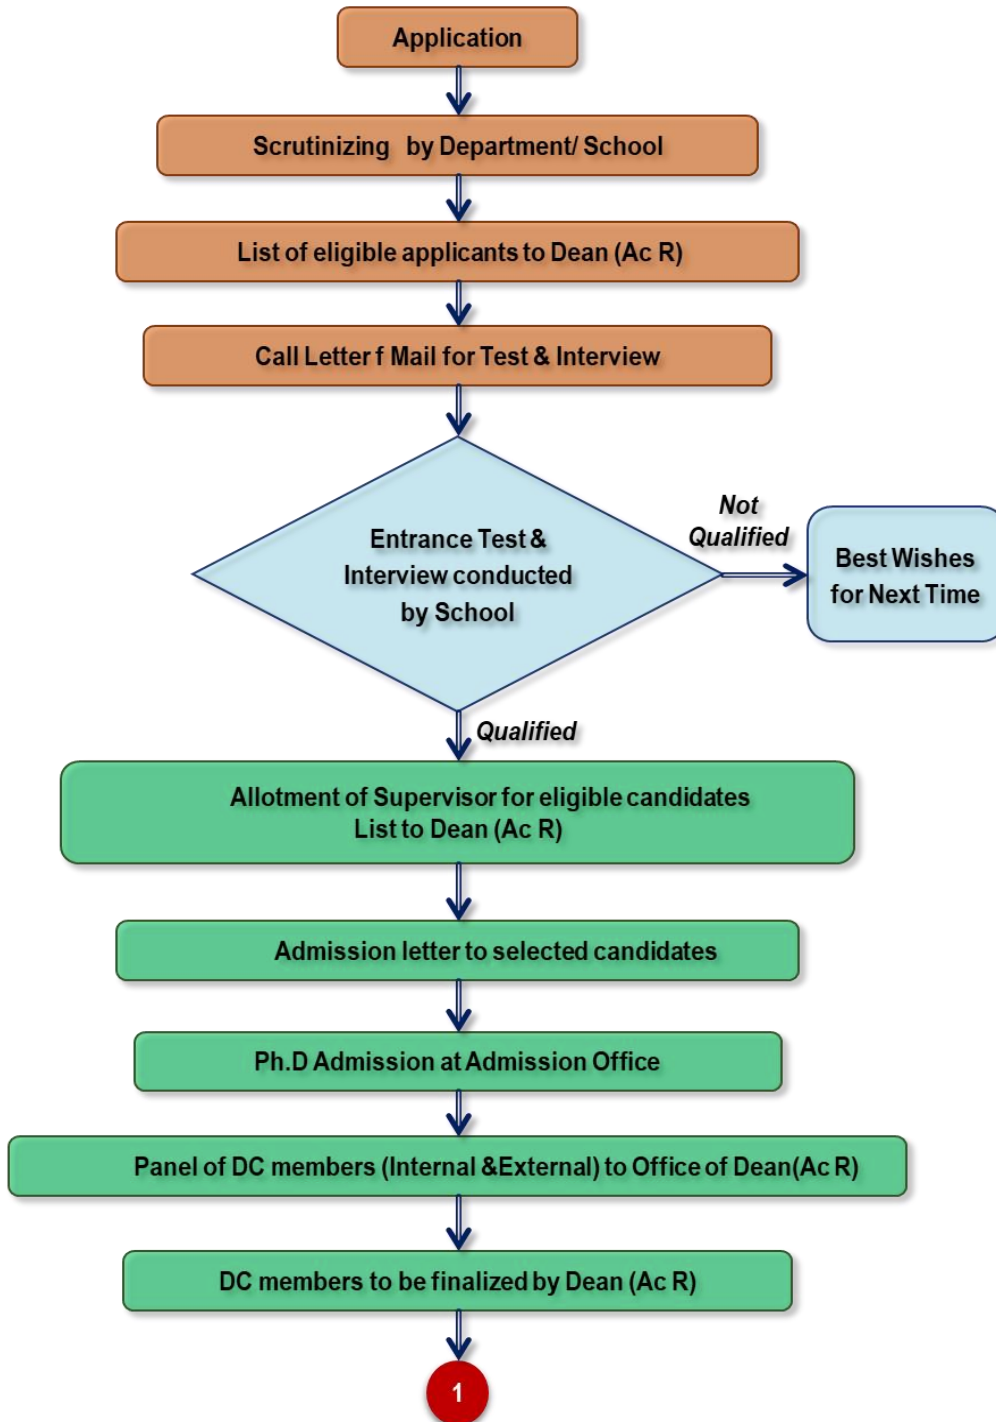 Application
Scrutinizing by Department/ School
List of eligible applicants to Dean (Ac R)
Call Letter f Mail for Test & Interview
Entrance Test &
Interview conducted
by School
Not
Qualified
Best Wishes
for Next Time
Qualified
Allotment of Supervisor for eligible candidates
List to Dean (Ac R)
Admission letter to selected candidates
Ph.D Admission at Admission Office
Panel of DC members (Internal &External) to Office of Dean(Ac R)
DC members to be finalized by Dean (Ac R)
1